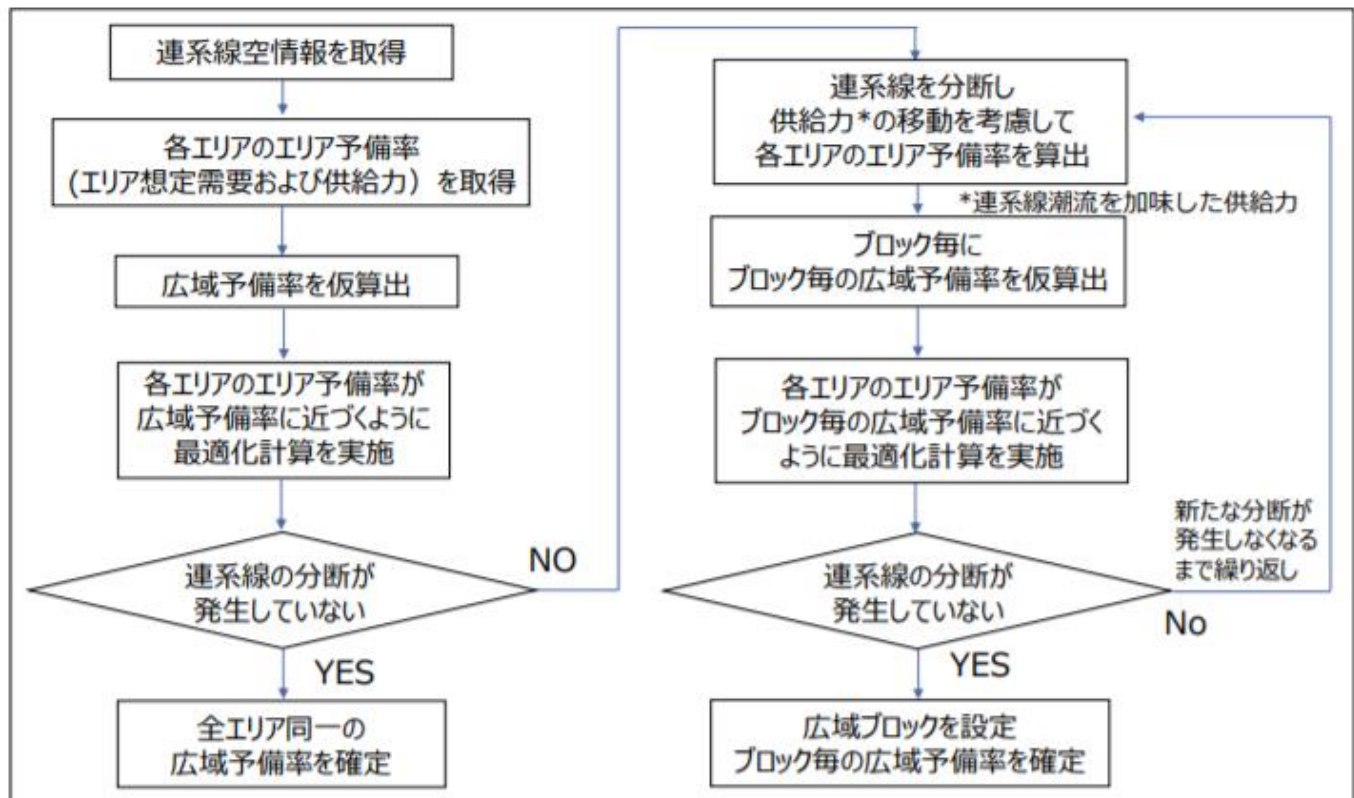 連系線空情報を取得
各エリアのエリア予備率
(エリア想定需要および供給力）を取得
広域予備率を仮算出
各エリアのエリア予備率が
広域予備率に近づくように
最適化計算を実施
連系線の分断が
発生していない
NO
YES
全エリア同一の
広域予備率を確定
連系線を分断し
供給力*の移動を考慮して
各エリアのエリア予備率を算出
*連系線潮流を加味した供給力
ブロック毎に
ブロック毎の広域予備率を仮算出
各エリアのエリア予備率が
ブロック毎の広域予備率に近づく
ように最適化計算を実施
新たな分断が
発生しなくなる
まで繰り返し
連系線の分断が
発生していない
No
YES
広域ブロックを設定
ブロック毎の広域予備率を確定